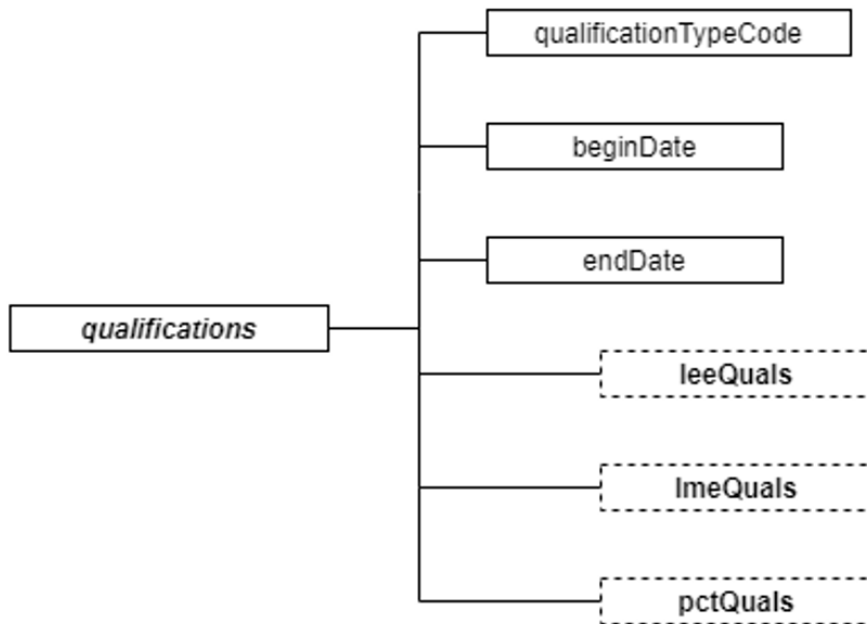 qualificationTypeCode
beginDate
endDate
qualifications
leeQuals
lmeQuals
pctQuals